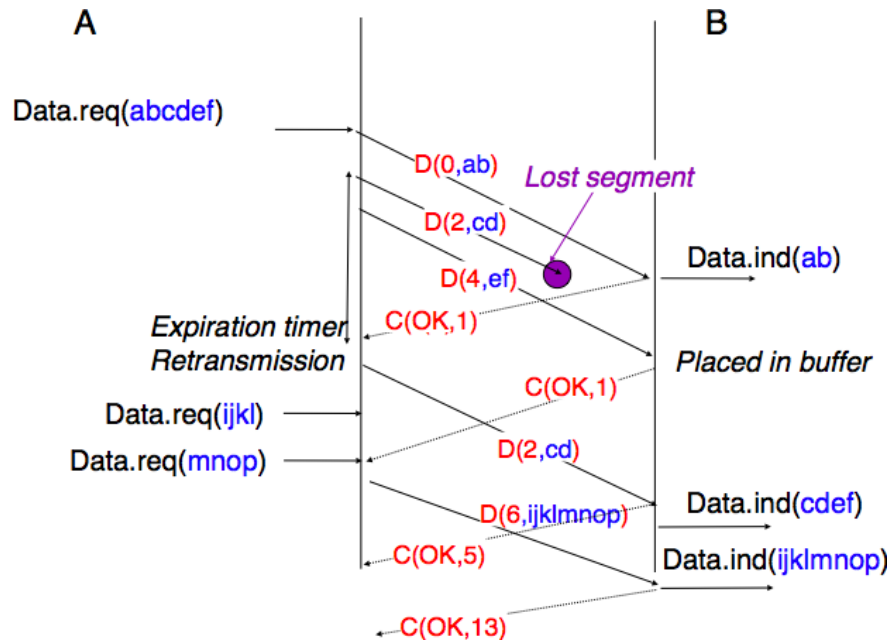 A
B
Data.req(abcdef)
D(0,ab)
Lost segment
D(2,cd)
Data.ind(ab)
D(4,ef)
C(OK,1)
Expiration timer
Retransmission
Placed in buffer
C(OK,1)
Data.req(ijkl)
D(2,cd)
Data.req(mnop)
Data.ind(cdef)
D(6,ijklmnop)
C(OK,5)
Data.ind(ijklmnop)
C(OK,13)